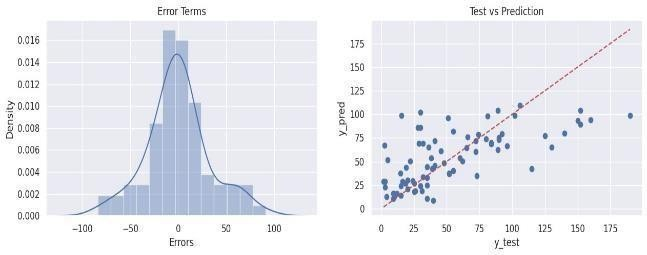 Error Terms
0.016
0.014
0.012
0.010
0.008
0.006
0.004
0.002
0.000
Density
−100 −50 0 50 100
Errors
Test vs Prediction
175
150
125
100
75
50
25
0
y_pred
0 25 50 75 100 125 150 175
y_test